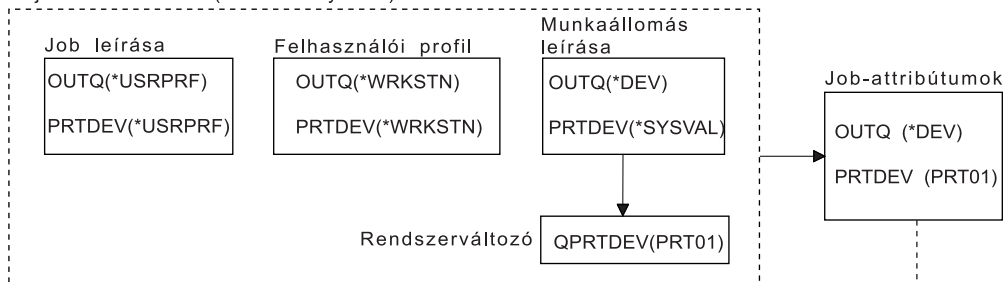 Job leírása
OUTQ(*USRPRF)
PRTDEV(*USRPRF)
Felhasználói profil
OUTQ(*WRKSTN)
PRTDEV(*WRKSTN)
Munkaállomás
leírása
OUTQ(*DEV)
PRTDEV(*SYSVAL)
Rendszerváltozó
QPRTDEV(PRT01)
Job-attribútumok
OUTQ (*DEV)
PRTDEV (PRT01)